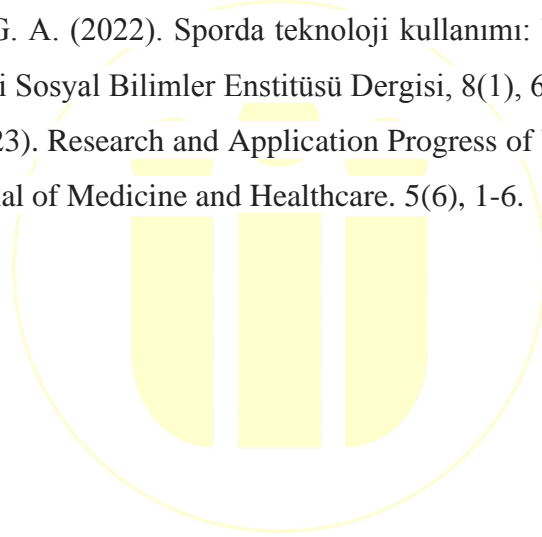 G. A. (2022). Sporda teknoloji kullanımı:
i Sosyal Bilimler Enstitüsü Dergisi, 8(1), 6
23). Research and Application Progress of
al of Medicine and Healthcare. 5(6), 1-6.